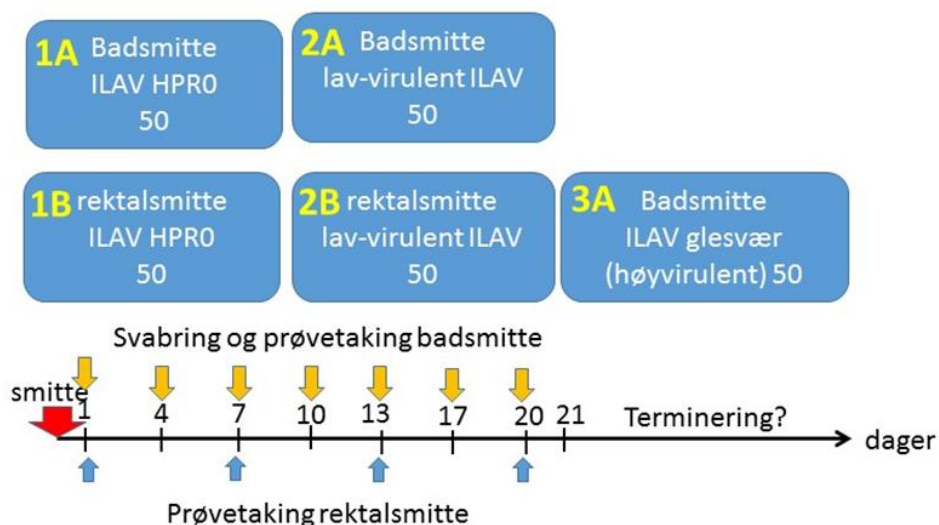 1A Badsmitte
ILAV HPR0
50
2A Badsmitte
lav-virulent ILAV
50
1B rektalsmitte
ILAV HPR0
50
2B rektalsmitte
lav-virulent ILAV
50
3A Badsmitte
ILAV glesvær
(høyvirulent) 50
Svabring og prøvetaking badsmitte
smitte
1 4 7 10 13 17 20 21 Terminering?
dager
Prøvetaking rektalsmitte